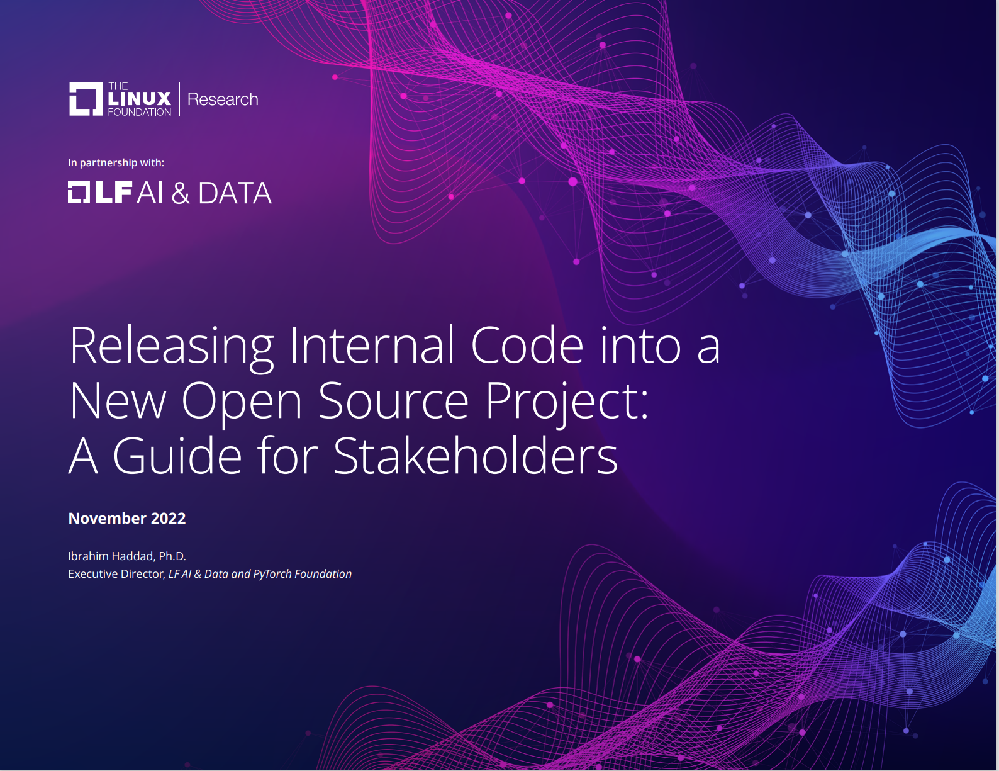 THE
LINUX
FOUNDATION
Research
In partnership with:
LF AI & DATA
Releasing Internal Code into a
New Open Source Project:
A Guide for Stakeholders
November 2022
Ibrahim Haddad, Ph.D.
Executive Director, LF AI & Data and PyTorch Foundation